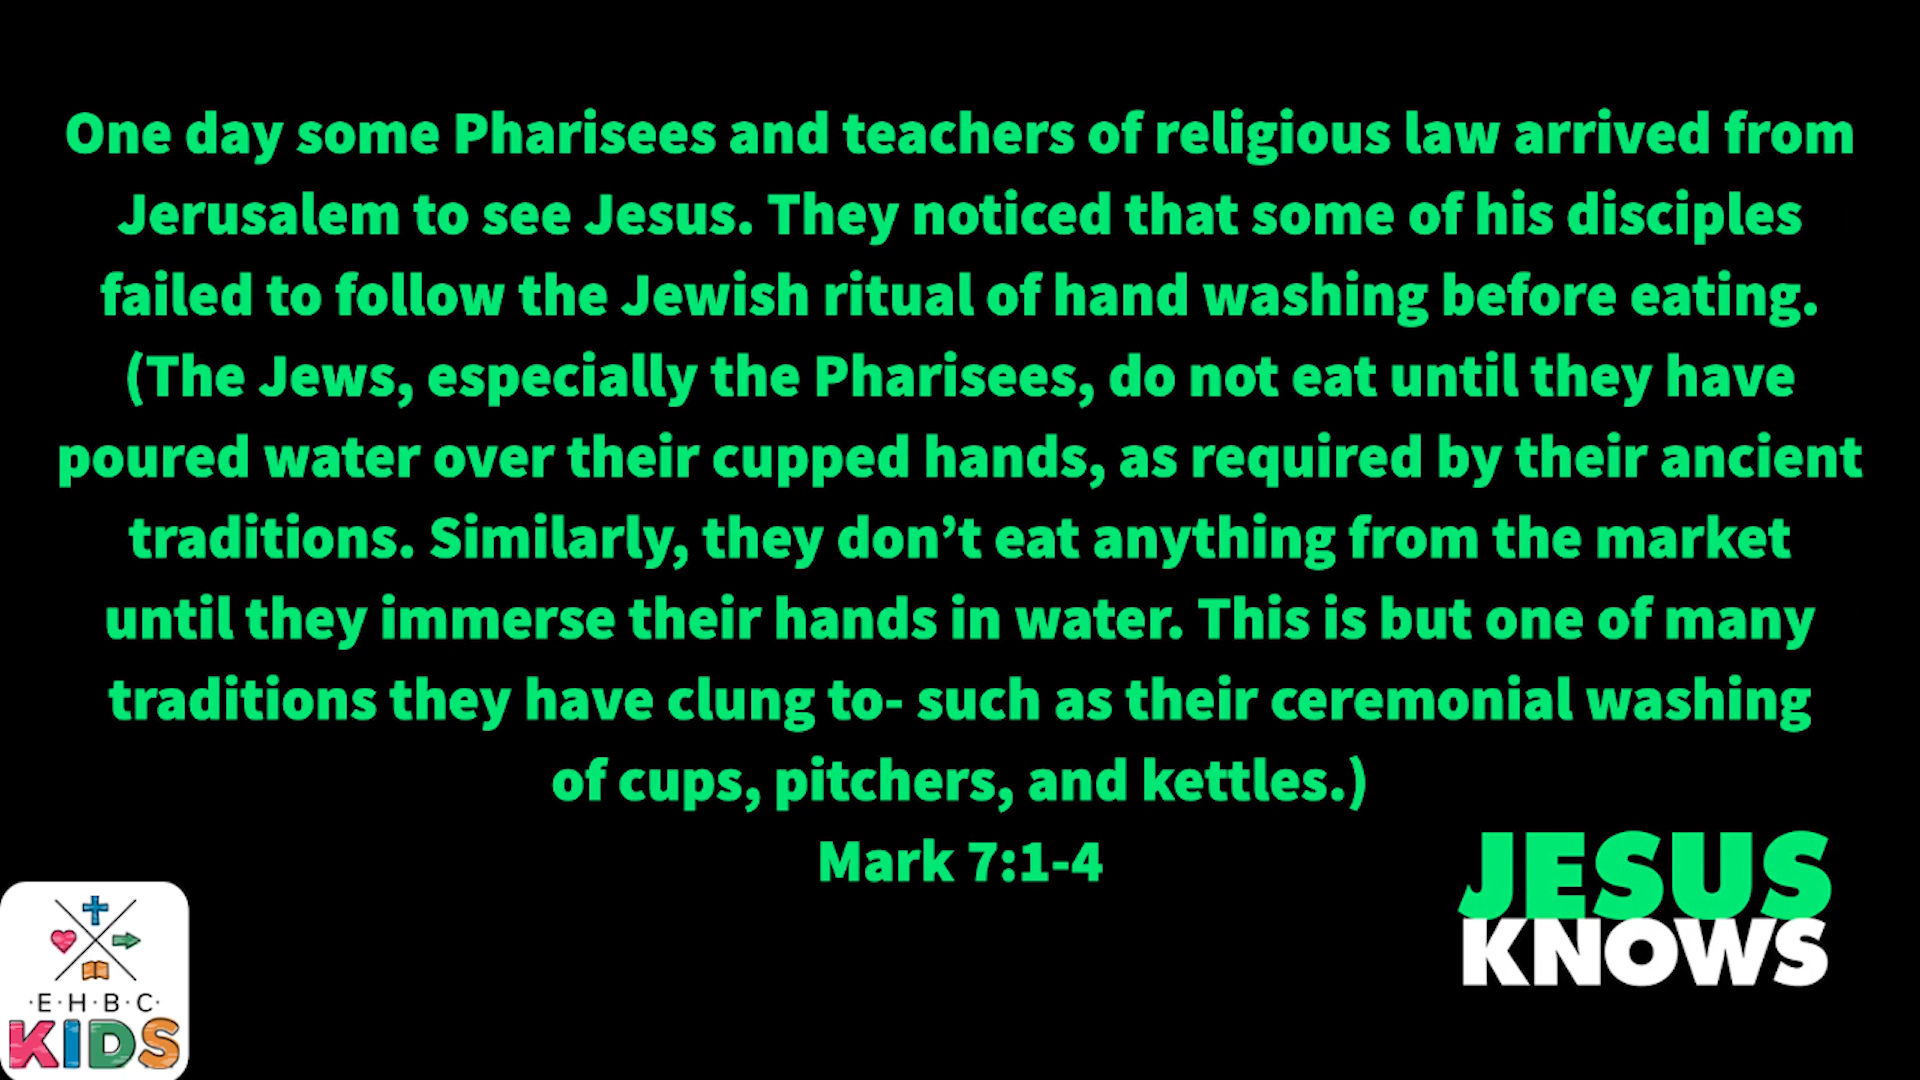 One day some Pharisees and teachers of religious law arrived from
Jerusalem to see Jesus. They noticed that some of his disciples
failed to follow the Jewish ritual of hand washing before eating.
(The Jews, especially the Pharisees, do not eat until they have
poured water over their cupped hands, as required by their ancient
traditions. Similarly, they don’t eat anything from the market
until they immerse their hands in water. This is but one of many
traditions they have clung to- such as their ceremonial washing
of cups, pitchers, and kettles.)
Mark 7:1-4
JESUS
KNOWS
·E·H·B·C·
KIDS